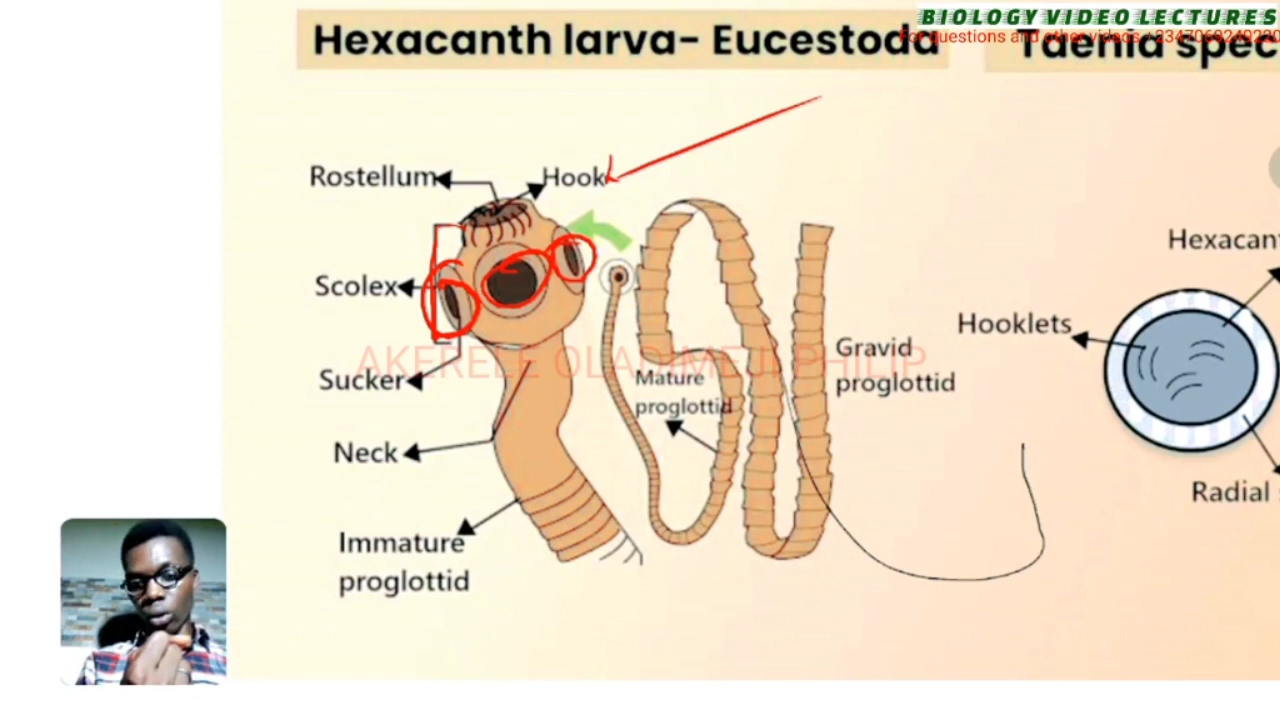 BIOLOGY VIDEO LECTURES
For questions and other videos
Hexacanth larva- Eucestoda
Taenia spec
Rostellum
Hook
Scolex
Sucker
Neck
Immature
proglottid
Mature
proglottid
Gravid
proglottid
AKERELE OLADIMEJI PHILIP
Hexacant
Hooklets
Radial